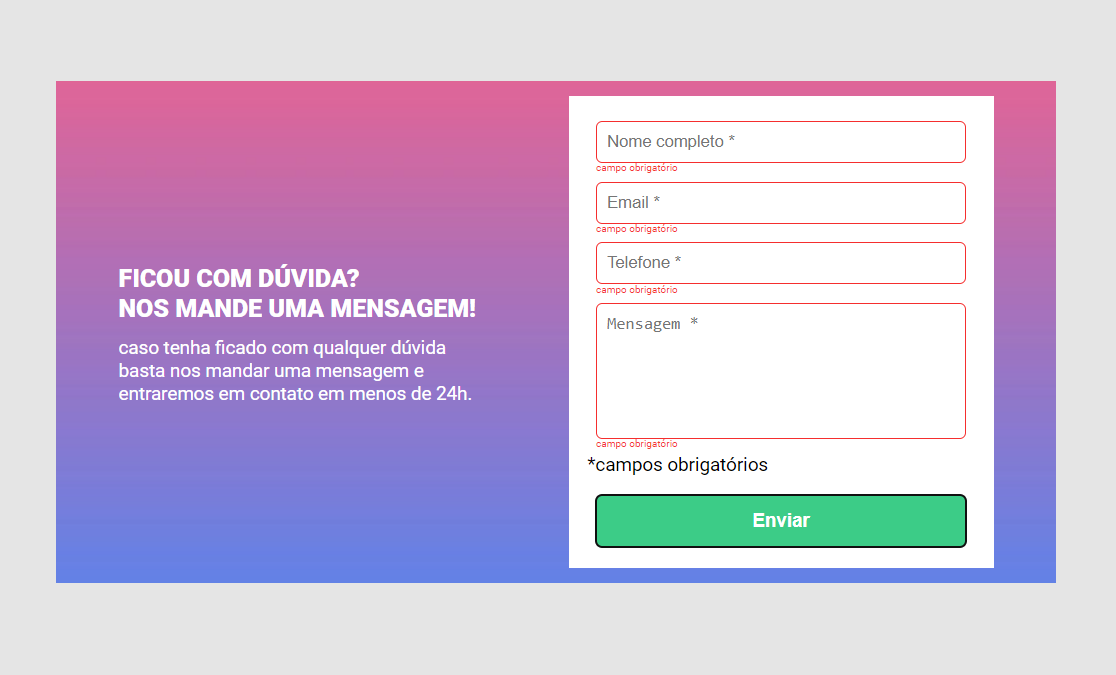 FICOU COM DÚVIDA?
NOS MANDE UMA MENSAGEM!
caso tenha ficado com qualquer dúvida
basta nos mandar uma mensagem e
entraremos em contato em menos de 24h.
Nome completo *
campo obrigatório
Email *
campo obrigatório
Telefone *
campo obrigatório
Mensagem *
campo obrigatório
*campos obrigatórios
Enviar